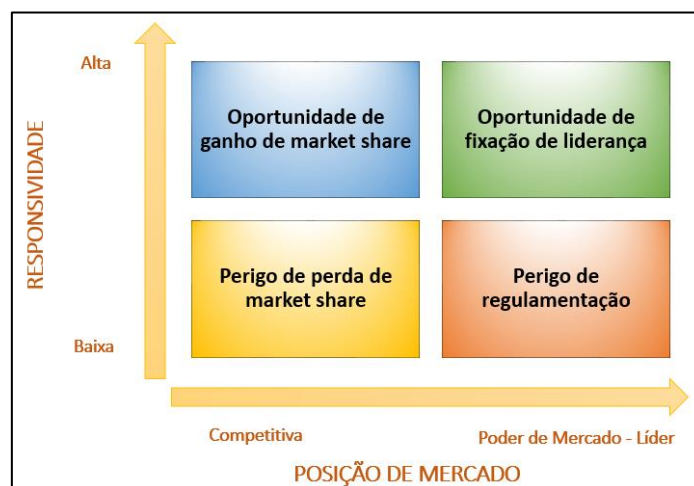 Alta
RESPONSIVIDADE
Baixa
Oportunidade de
ganho de market share
Oportunidade de
fixação de liderança
Perigo de perda de
market share
Perigo de
regulamentação
Competitiva
Poder de Mercado - Líder
POSIÇÃO DE MERCADO